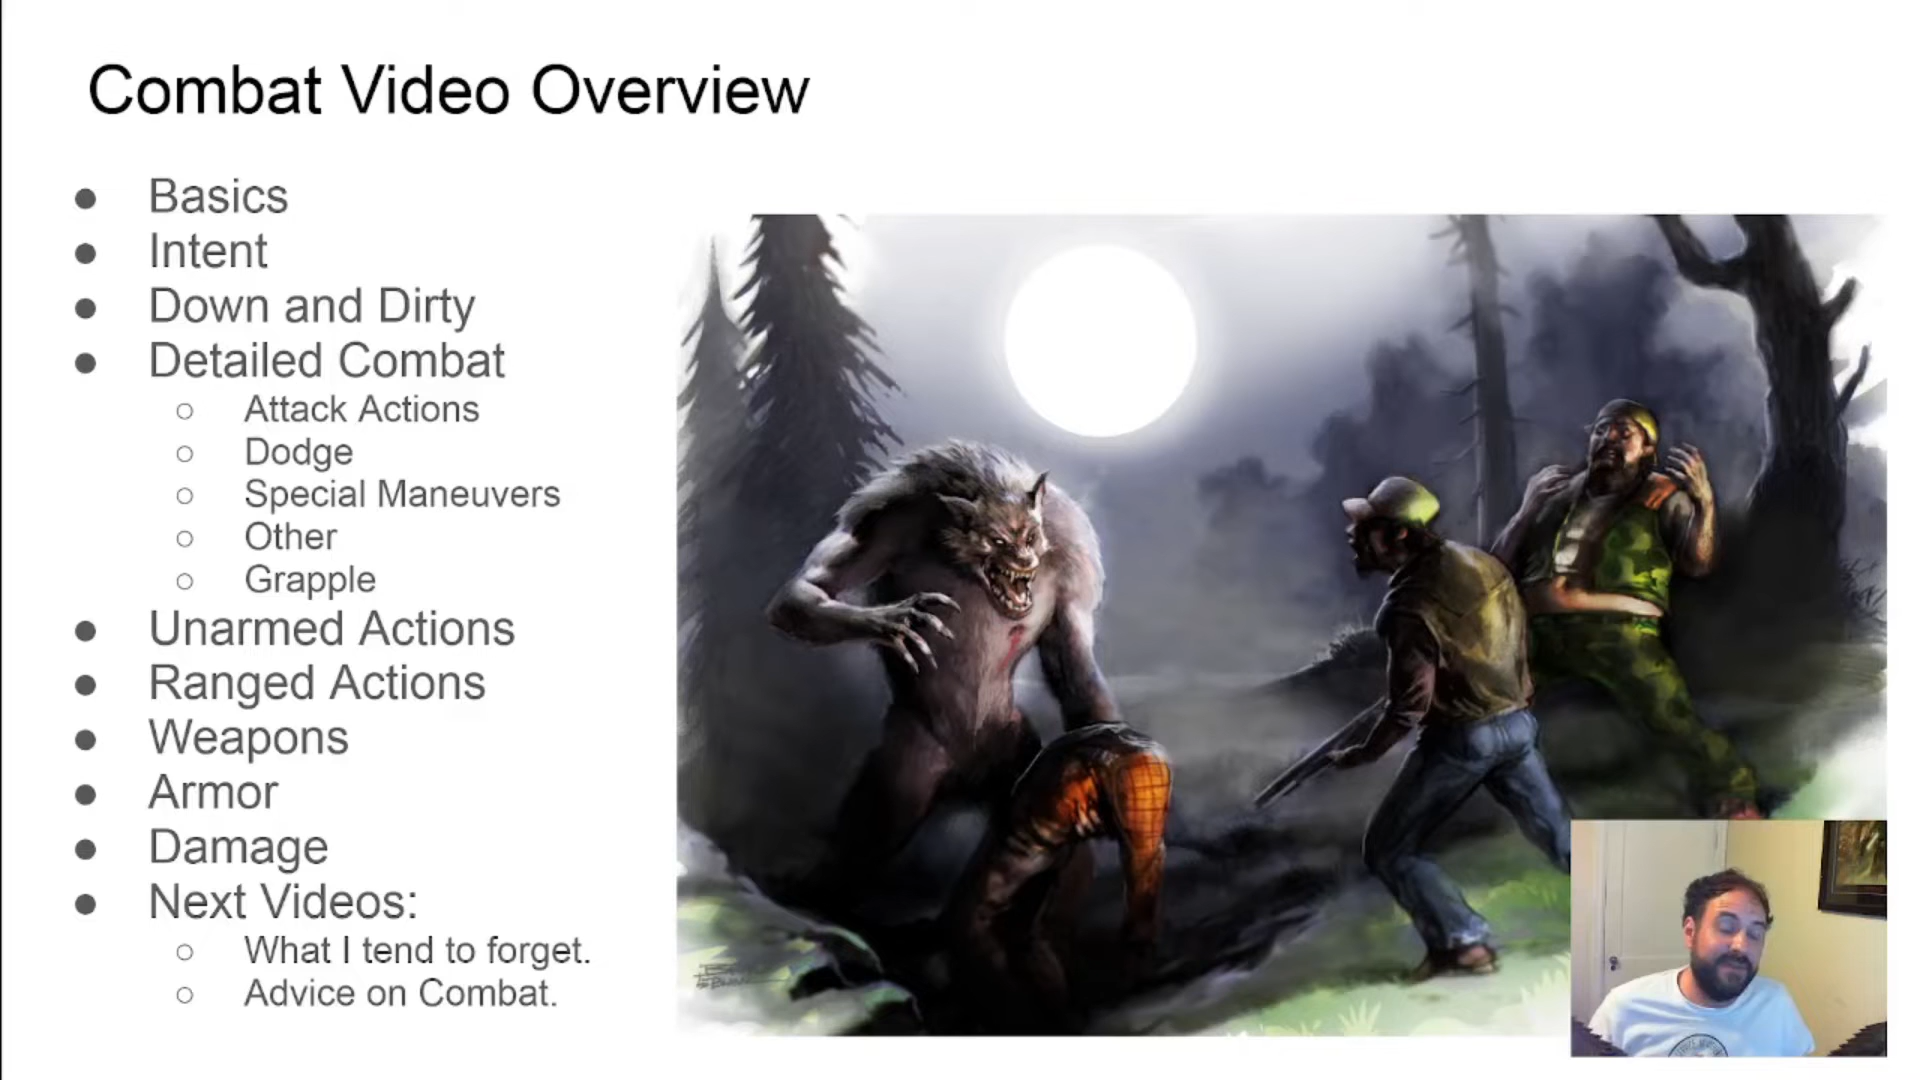 Combat Video Overview
● Basics
● Intent
● Down and Dirty
● Detailed Combat
○ Attack Actions
○ Dodge
○ Special Maneuvers
○ Other
○ Grapple
● Unarmed Actions
● Ranged Actions
● Weapons
● Armor
● Damage
● Next Videos:
○ What I tend to forget.
○ Advice on Combat.